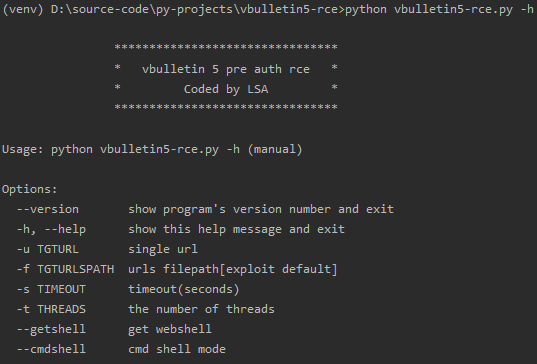 (venv) D:\source-code\py-projects\vbulletin5-rce>python vbulletin5-rce.py -h
********************************
* vbulletin 5 pre auth rce *
* Coded by LSA *
********************************
Usage: python vbulletin5-rce.py -h (manual)
Options:
--version show program's version number and exit
-h, --help show this help message and exit
-u TGTURL single url
-f TGTURLSPATH urls filepath[exploit default]
-s TIMEOUT timeout(seconds)
-t THREADS the number of threads
--getshell get webshell
--cmdshell cmd shell mode